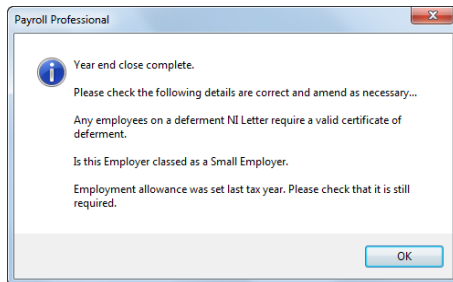 Payroll Professional
Year end close complete.
Please check the following details are correct and amend as necessary...
Any employees on a deferment NI Letter require a valid certificate of
deferment.
Is this Employer classed as a Small Employer.
Employment allowance was set last tax year. Please check that it is still
required.
OK